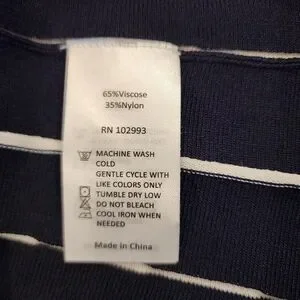 65%Viscose
35%Nylon
RN 102993
MACHINE WASH
COLD
GENTLE CYCLE WITH
LIKE COLORS ONLY
TUMBLE DRY LOW
DO NOT BLEACH
COOL IRON WHEN
NEEDED
Made in China